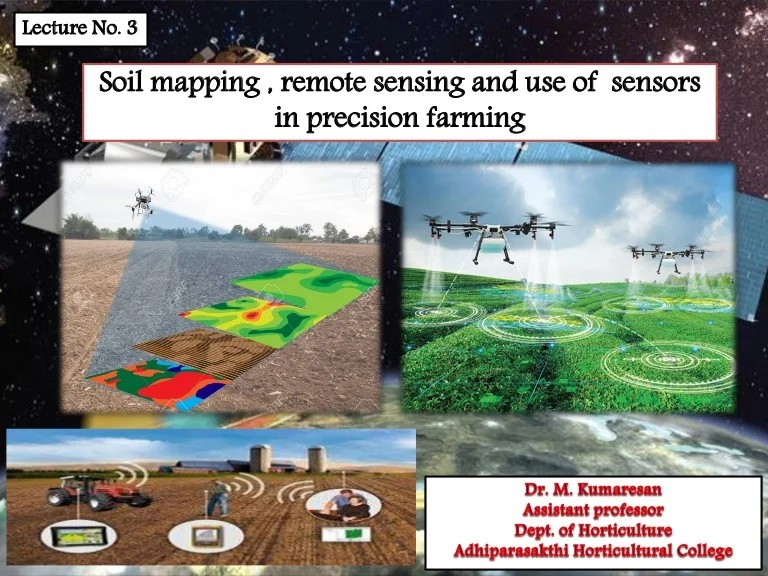 Lecture No. 3
Soil mapping , remote sensing and use of sensors
in precision farming
Dr. M. Kumaresan
Assistant professor
Dept. of Horticulture
Adhiparasakthi Horticultural College